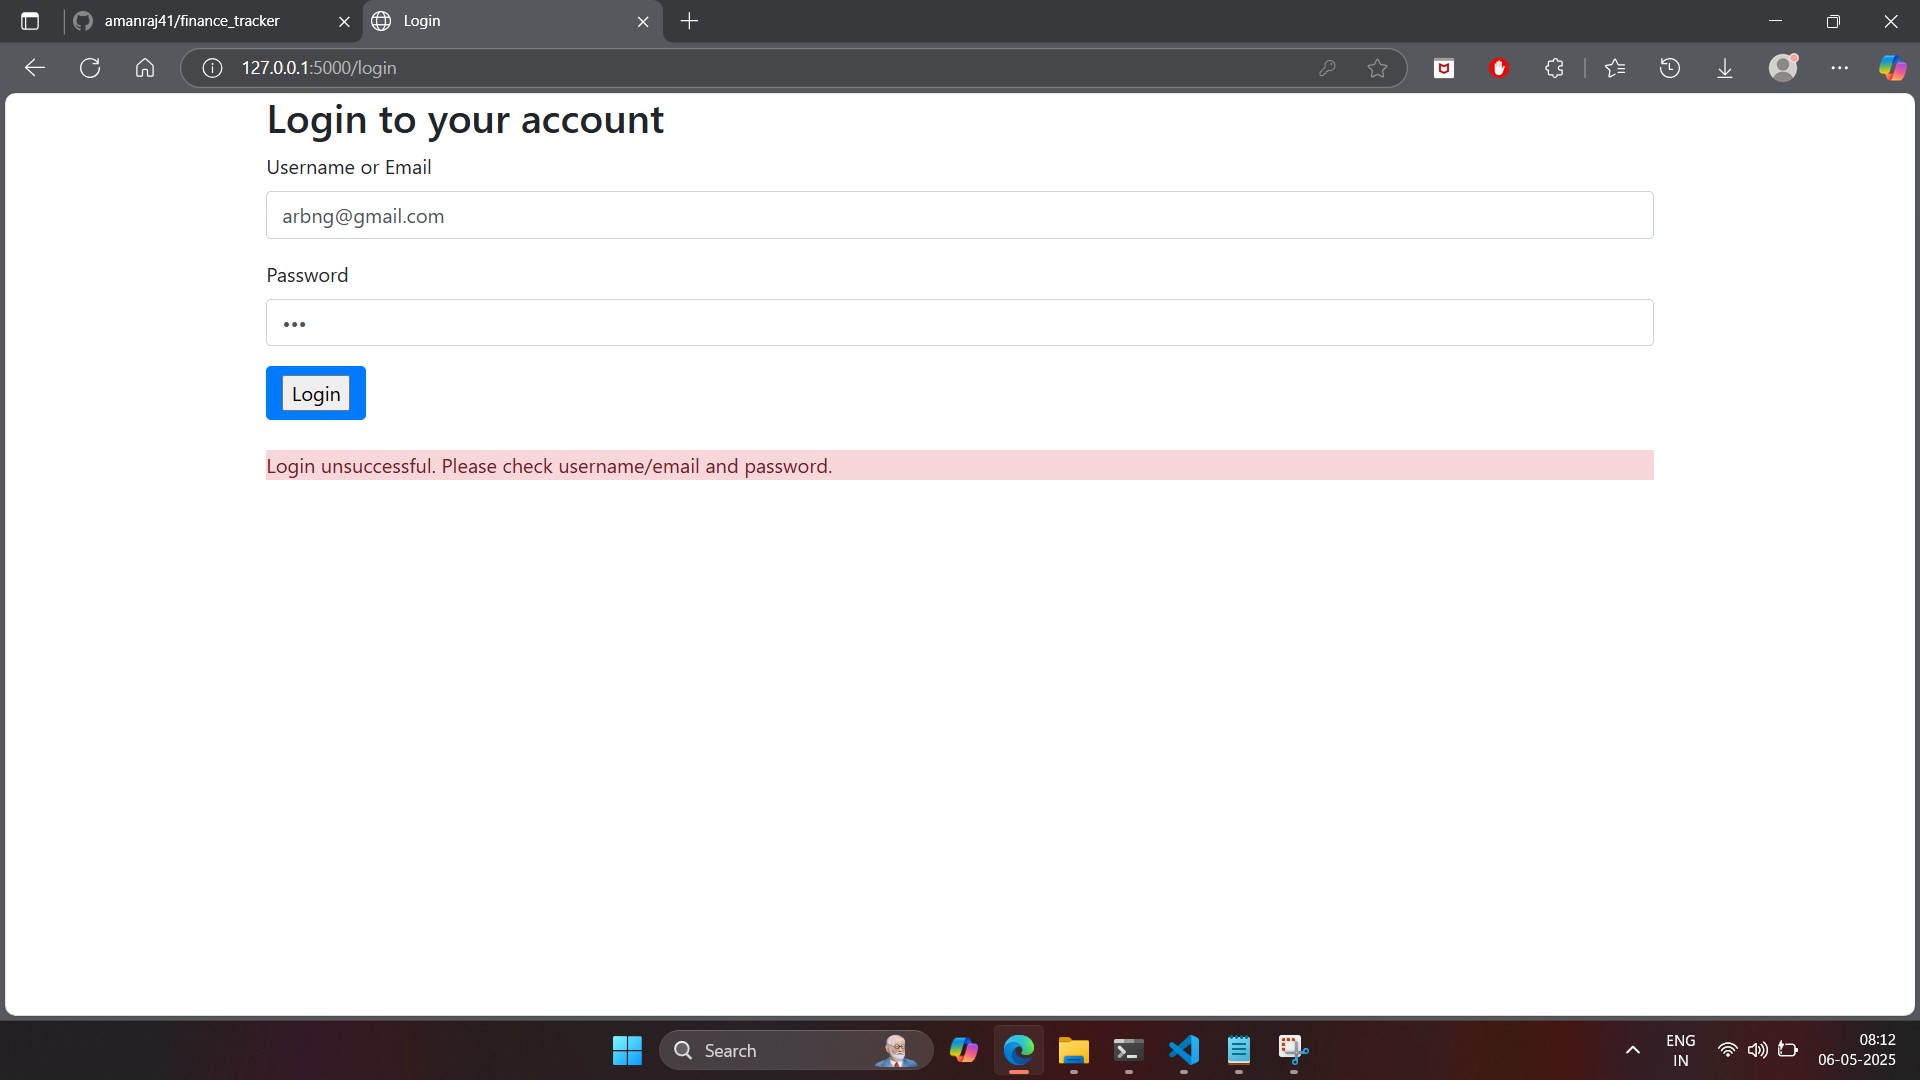 amanraj41/finance_tracker
Login
127.0.0.1:5000/login
Login to your account
Username or Email
arbng@gmail.com
Password
•••
Login
Login unsuccessful. Please check username/email and password.
Search
ENG
IN
08:12
06-05-2025